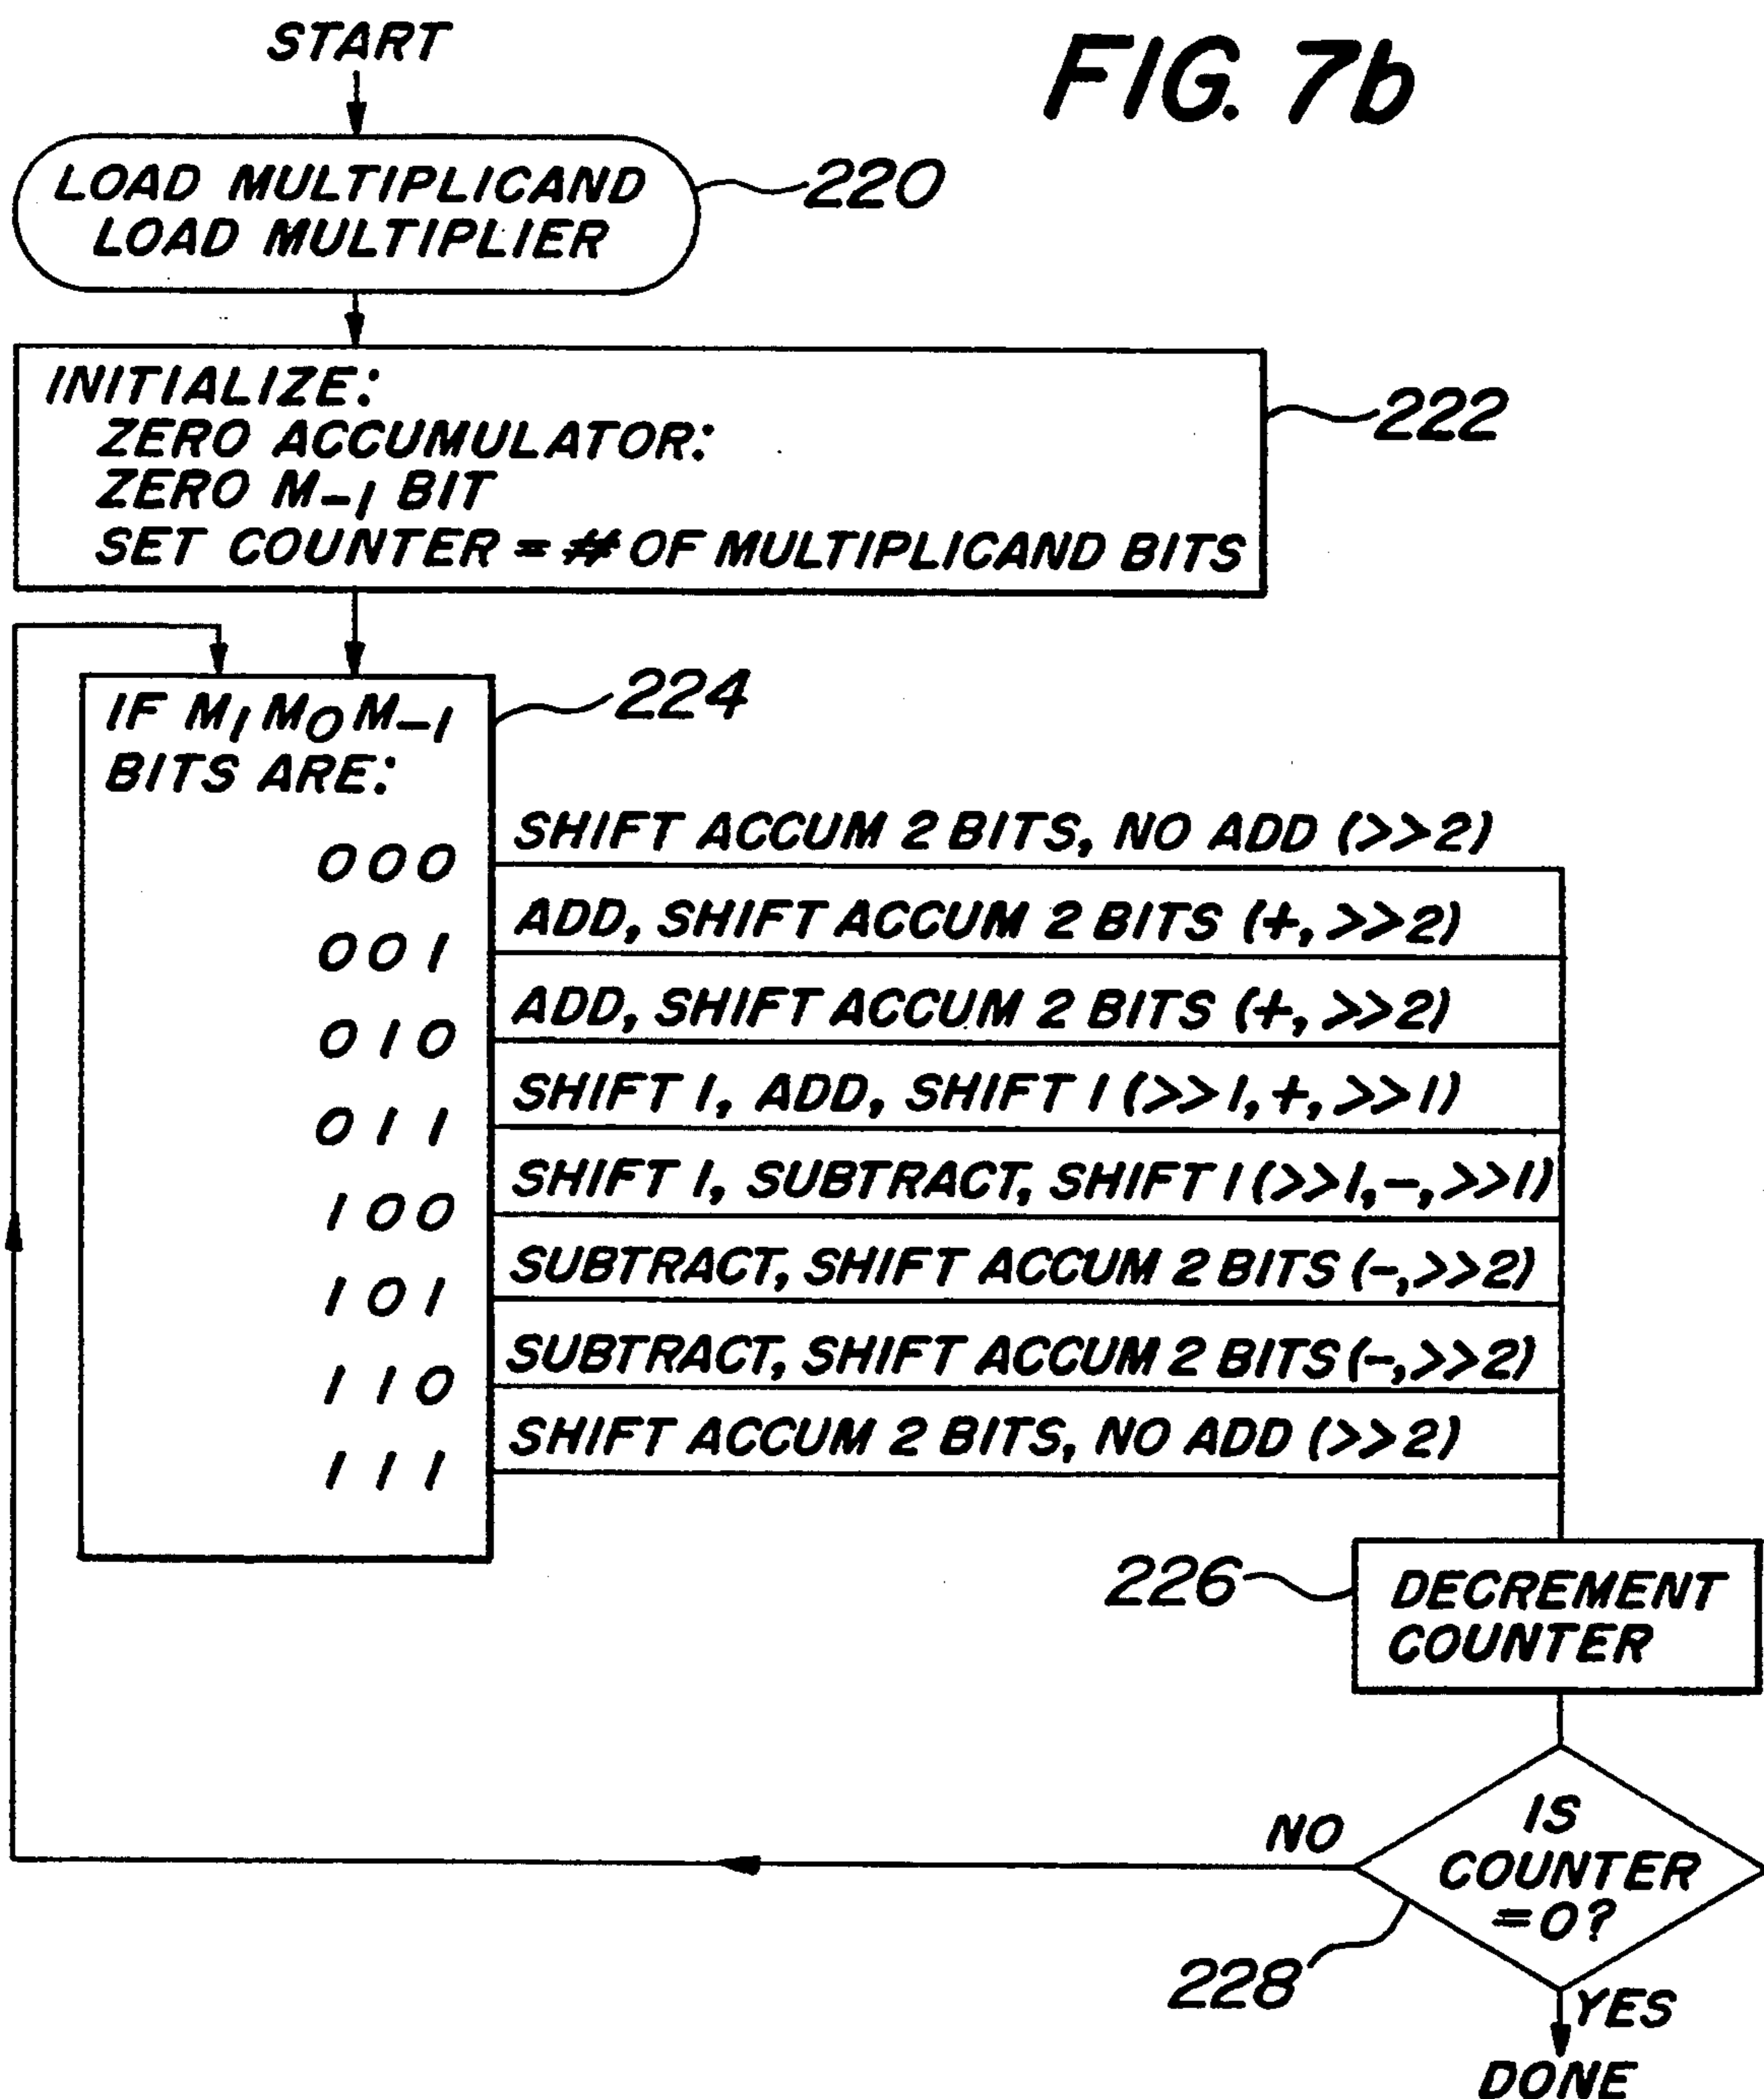 FIG. 7b
START
LOAD MULTIPLICAND
LOAD MULTIPLIER
220
INITIALIZE:
ZERO ACCUMULATOR:
ZERO M-1 BIT
SET COUNTER = # OF MULTIPLICAND BITS
222
IF M1 M0 M-1
BITS ARE:
224
SHIFT ACCUM 2 BITS, NO ADD (>>2)
000
ADD, SHIFT ACCUM 2 BITS (+, >>2)
001
ADD, SHIFT ACCUM 2 BITS (+, >>2)
010
SHIFT 1, ADD, SHIFT 1 (>>1, +, >>1)
011
SHIFT 1, SUBTRACT, SHIFT 1 (>>1, -, >>1)
100
SUBTRACT, SHIFT ACCUM 2 BITS (-, >>2)
101
SUBTRACT, SHIFT ACCUM 2 BITS (-, >>2)
110
SHIFT ACCUM 2 BITS, NO ADD (>>2)
111
226
DECREMENT
COUNTER
NO
IS
COUNTER
=0?
228
YES
DONE